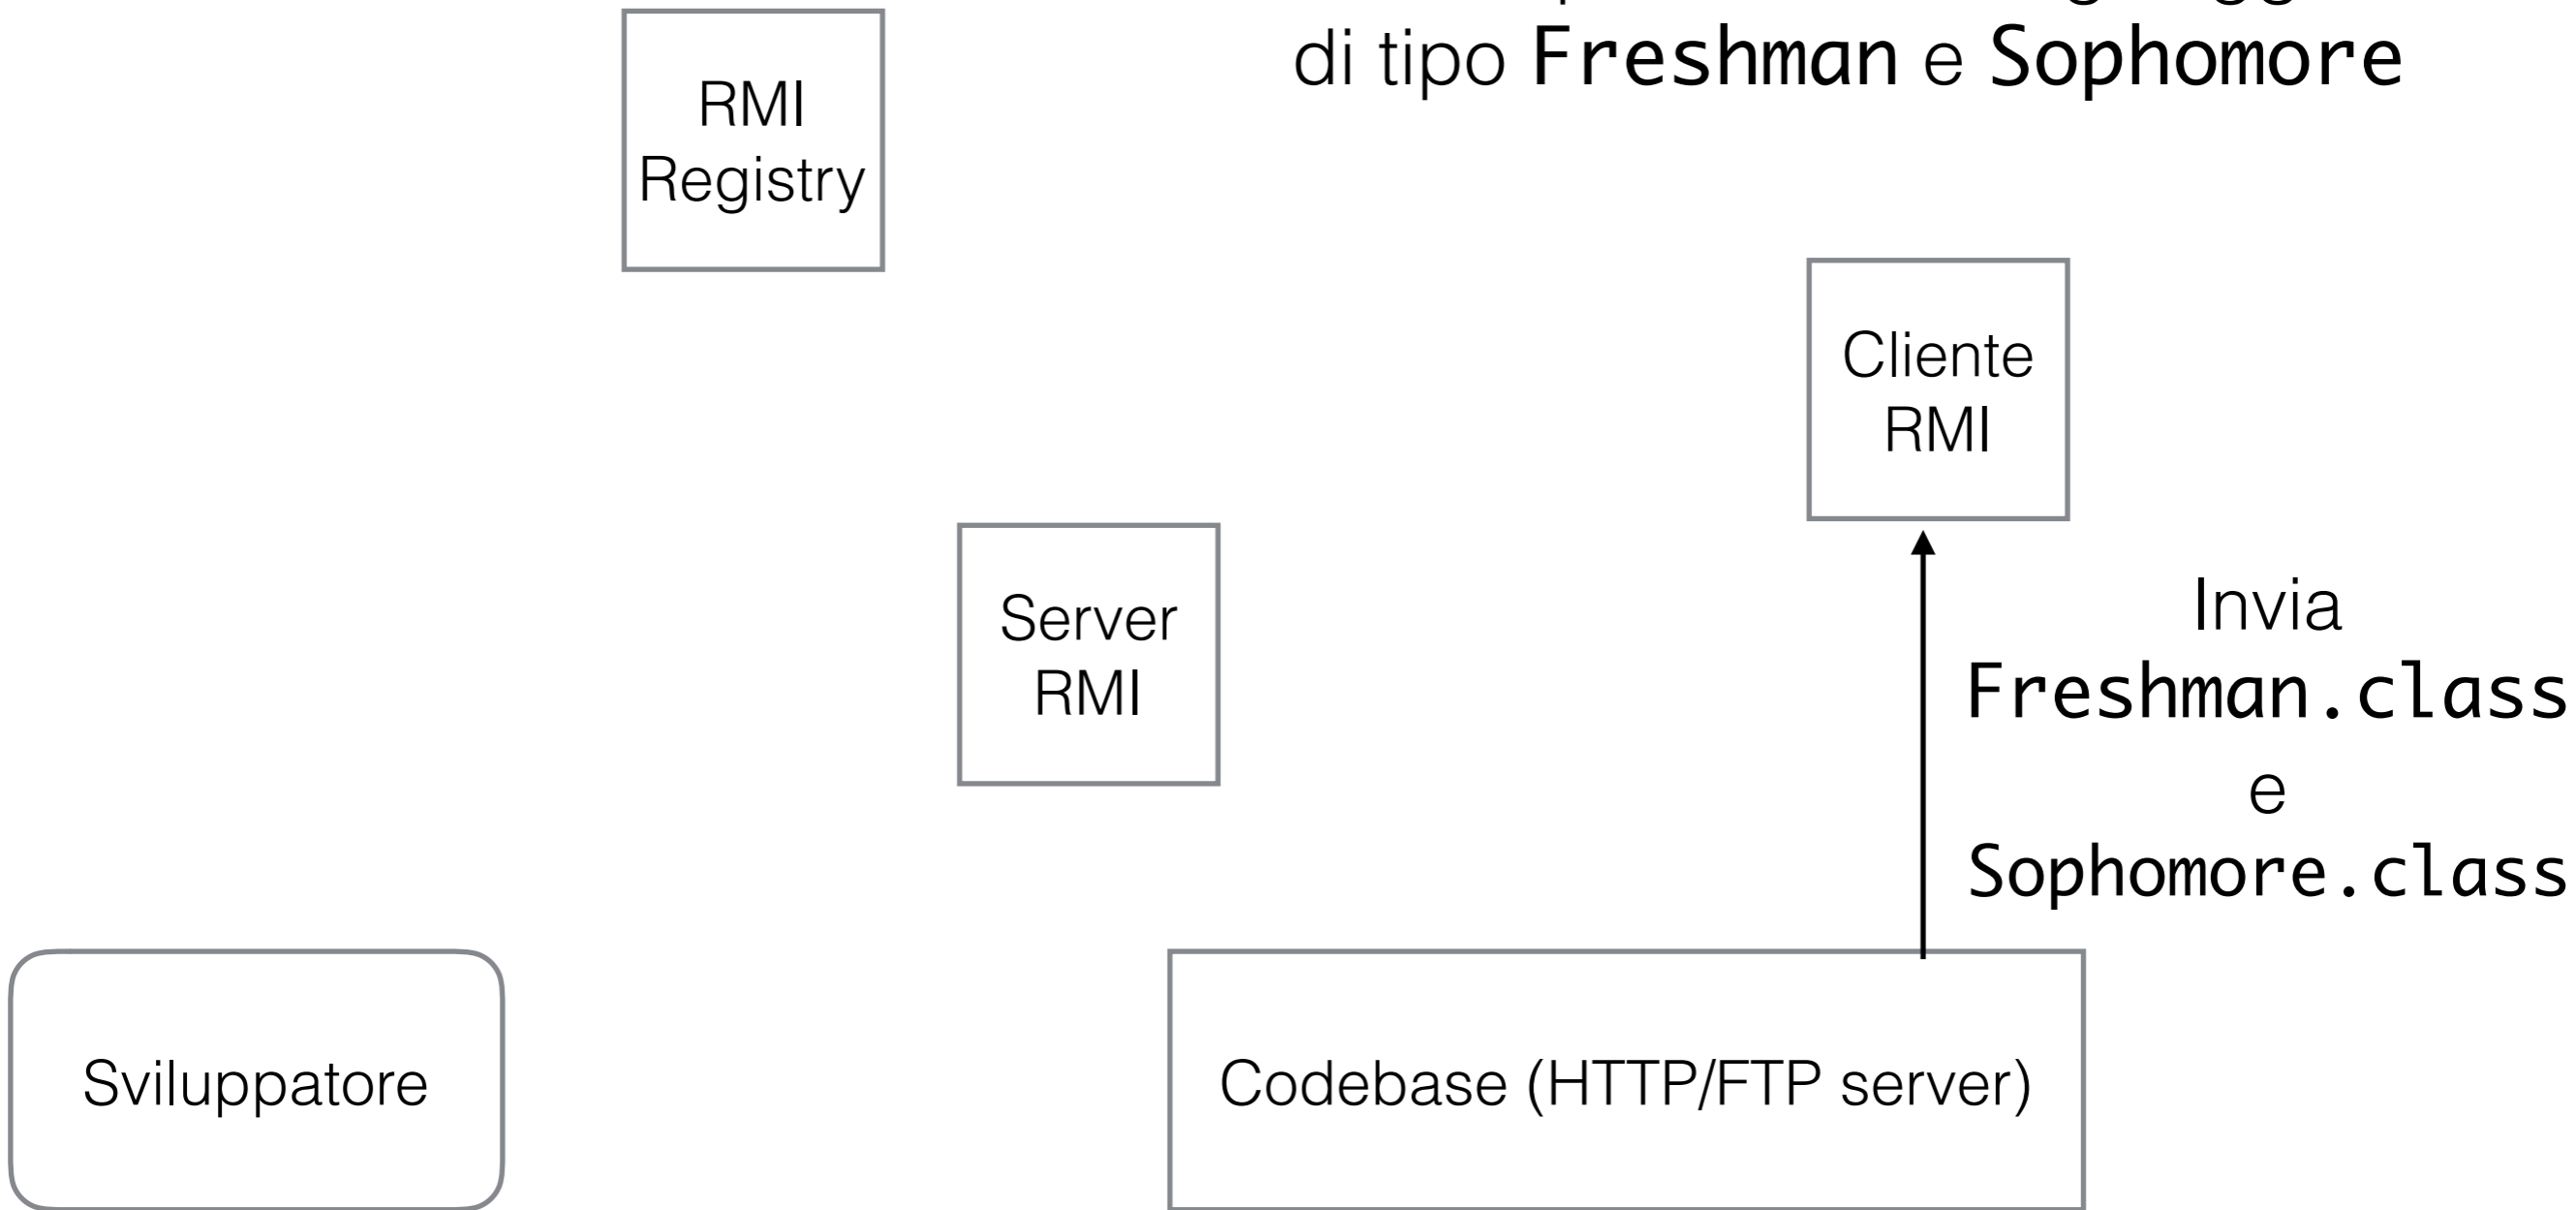 di tipo Freshman e Sophomore
RMI
Registry
Cliente
RMI
Server
RMI
Invia
Freshman.class
e
Sophomore.class
Sviluppatore
Codebase (HTTP/FTP server)